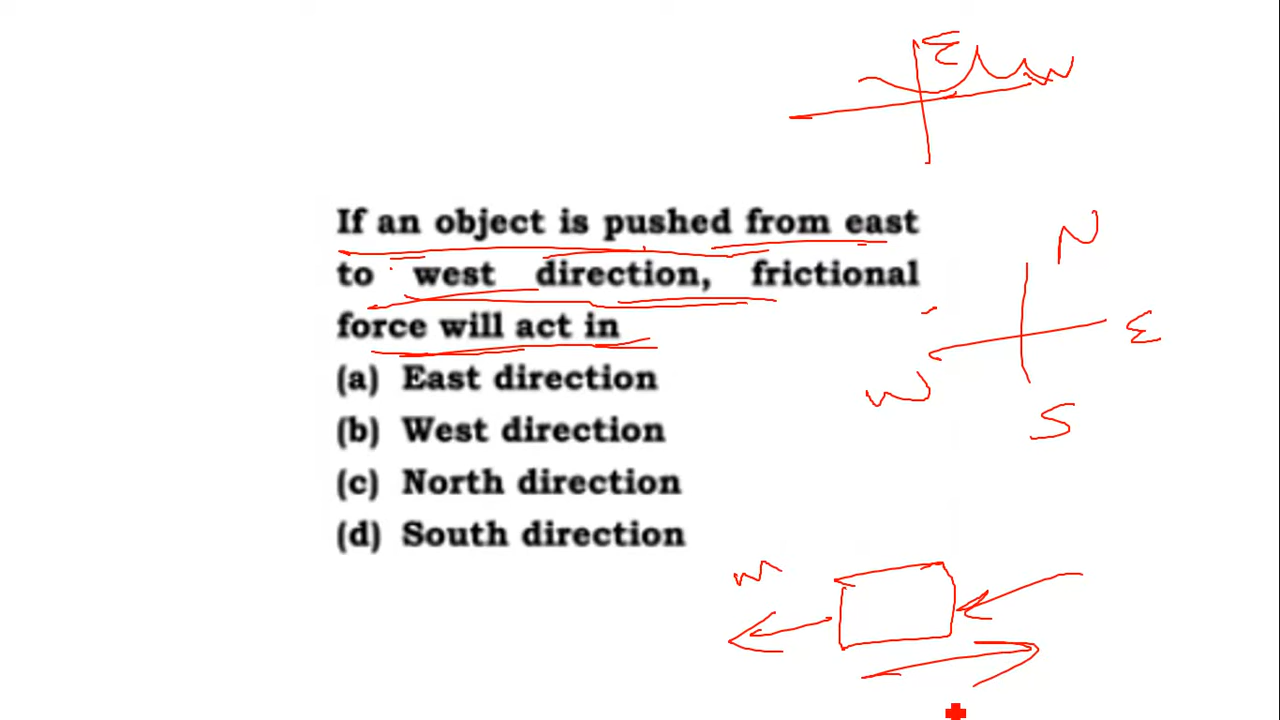 If an object is pushed from east
to west direction, frictional
force will act in
(a) East direction
(b) West direction
(c) North direction
(d) South direction
N
E
W
S